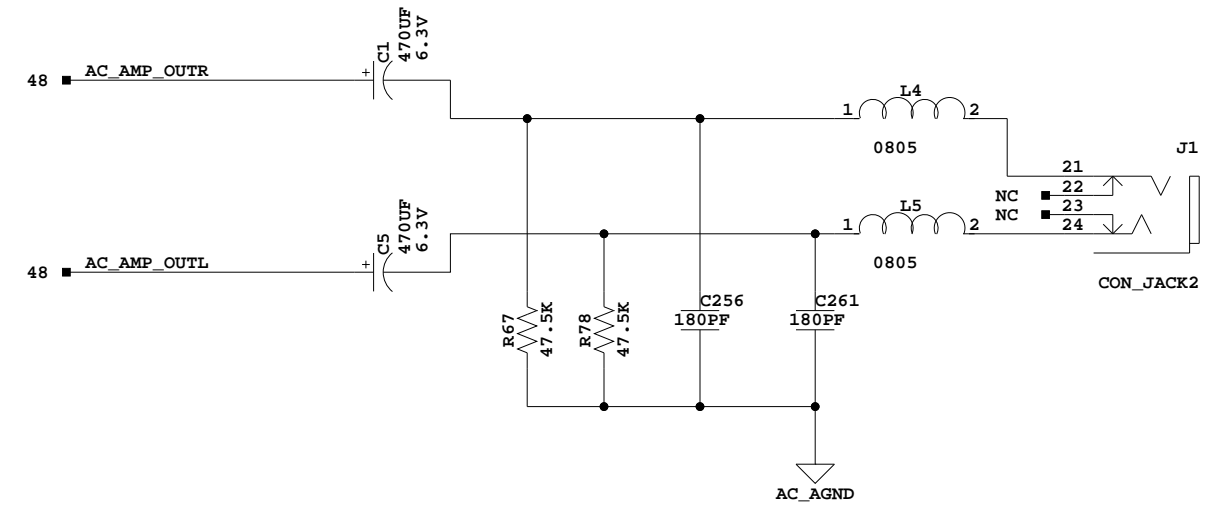 48
AC_AMP_OUTR
C1
470UF
6.3V
1
L4
2
0805
J1
21
22
23
24
NC
NC
48
AC_AMP_OUTL
C5
470UF
6.3V
1
L5
2
0805
CON_JACK2
R67
47.5K
R78
47.5K
C256
180PF
C261
180PF
AC_AGND